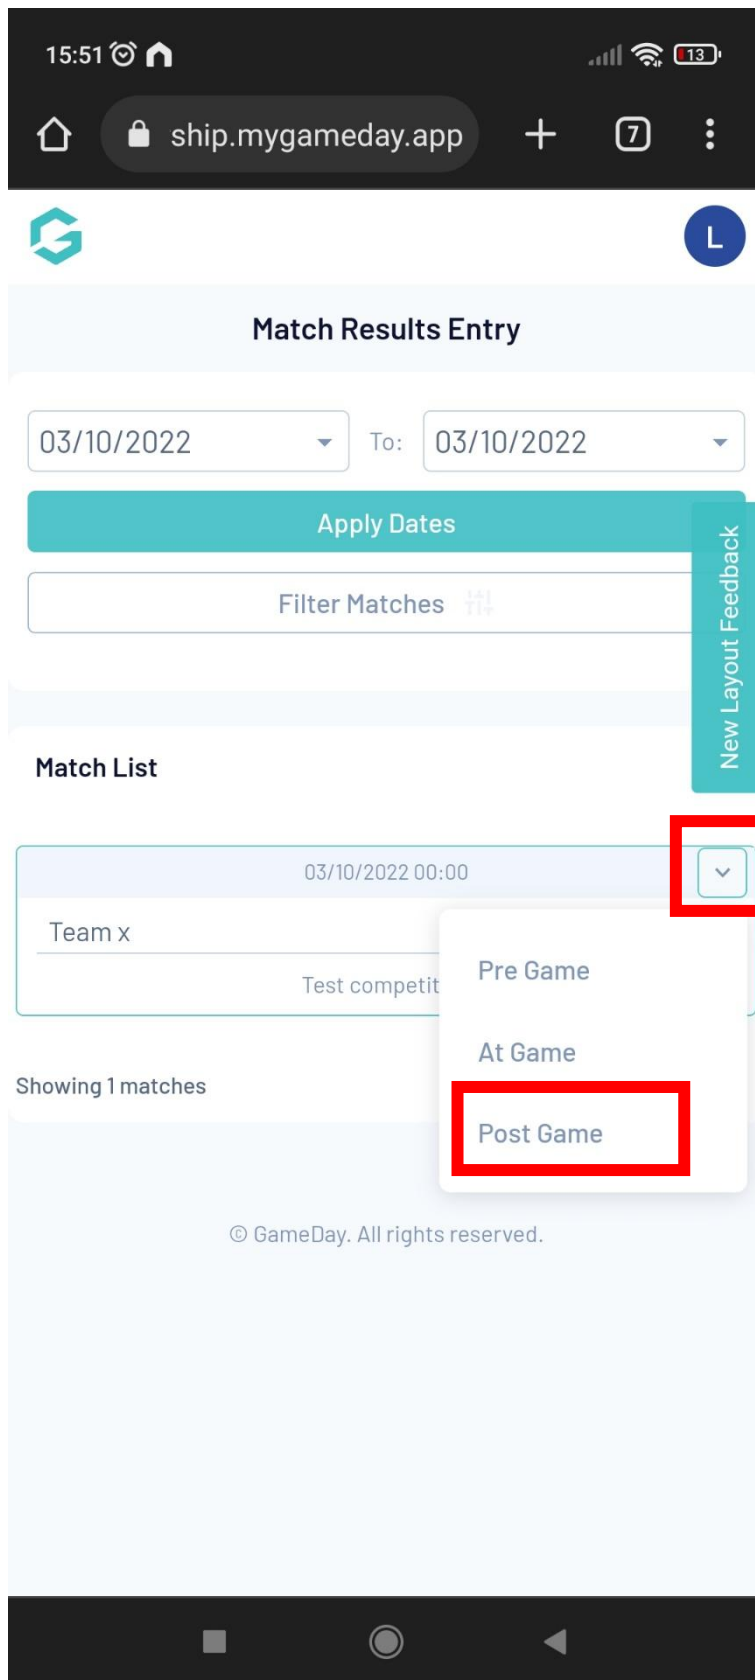 15:51
13
ship.mygameday.app
7
L
Match Results Entry
03/10/2022 To: 03/10/2022
Apply Dates
Filter Matches
New Layout Feedback
Match List
03/10/2022 00:00
Team x
Test competit
Pre Game
At Game
Post Game
Showing 1 matches
© GameDay. All rights reserved.